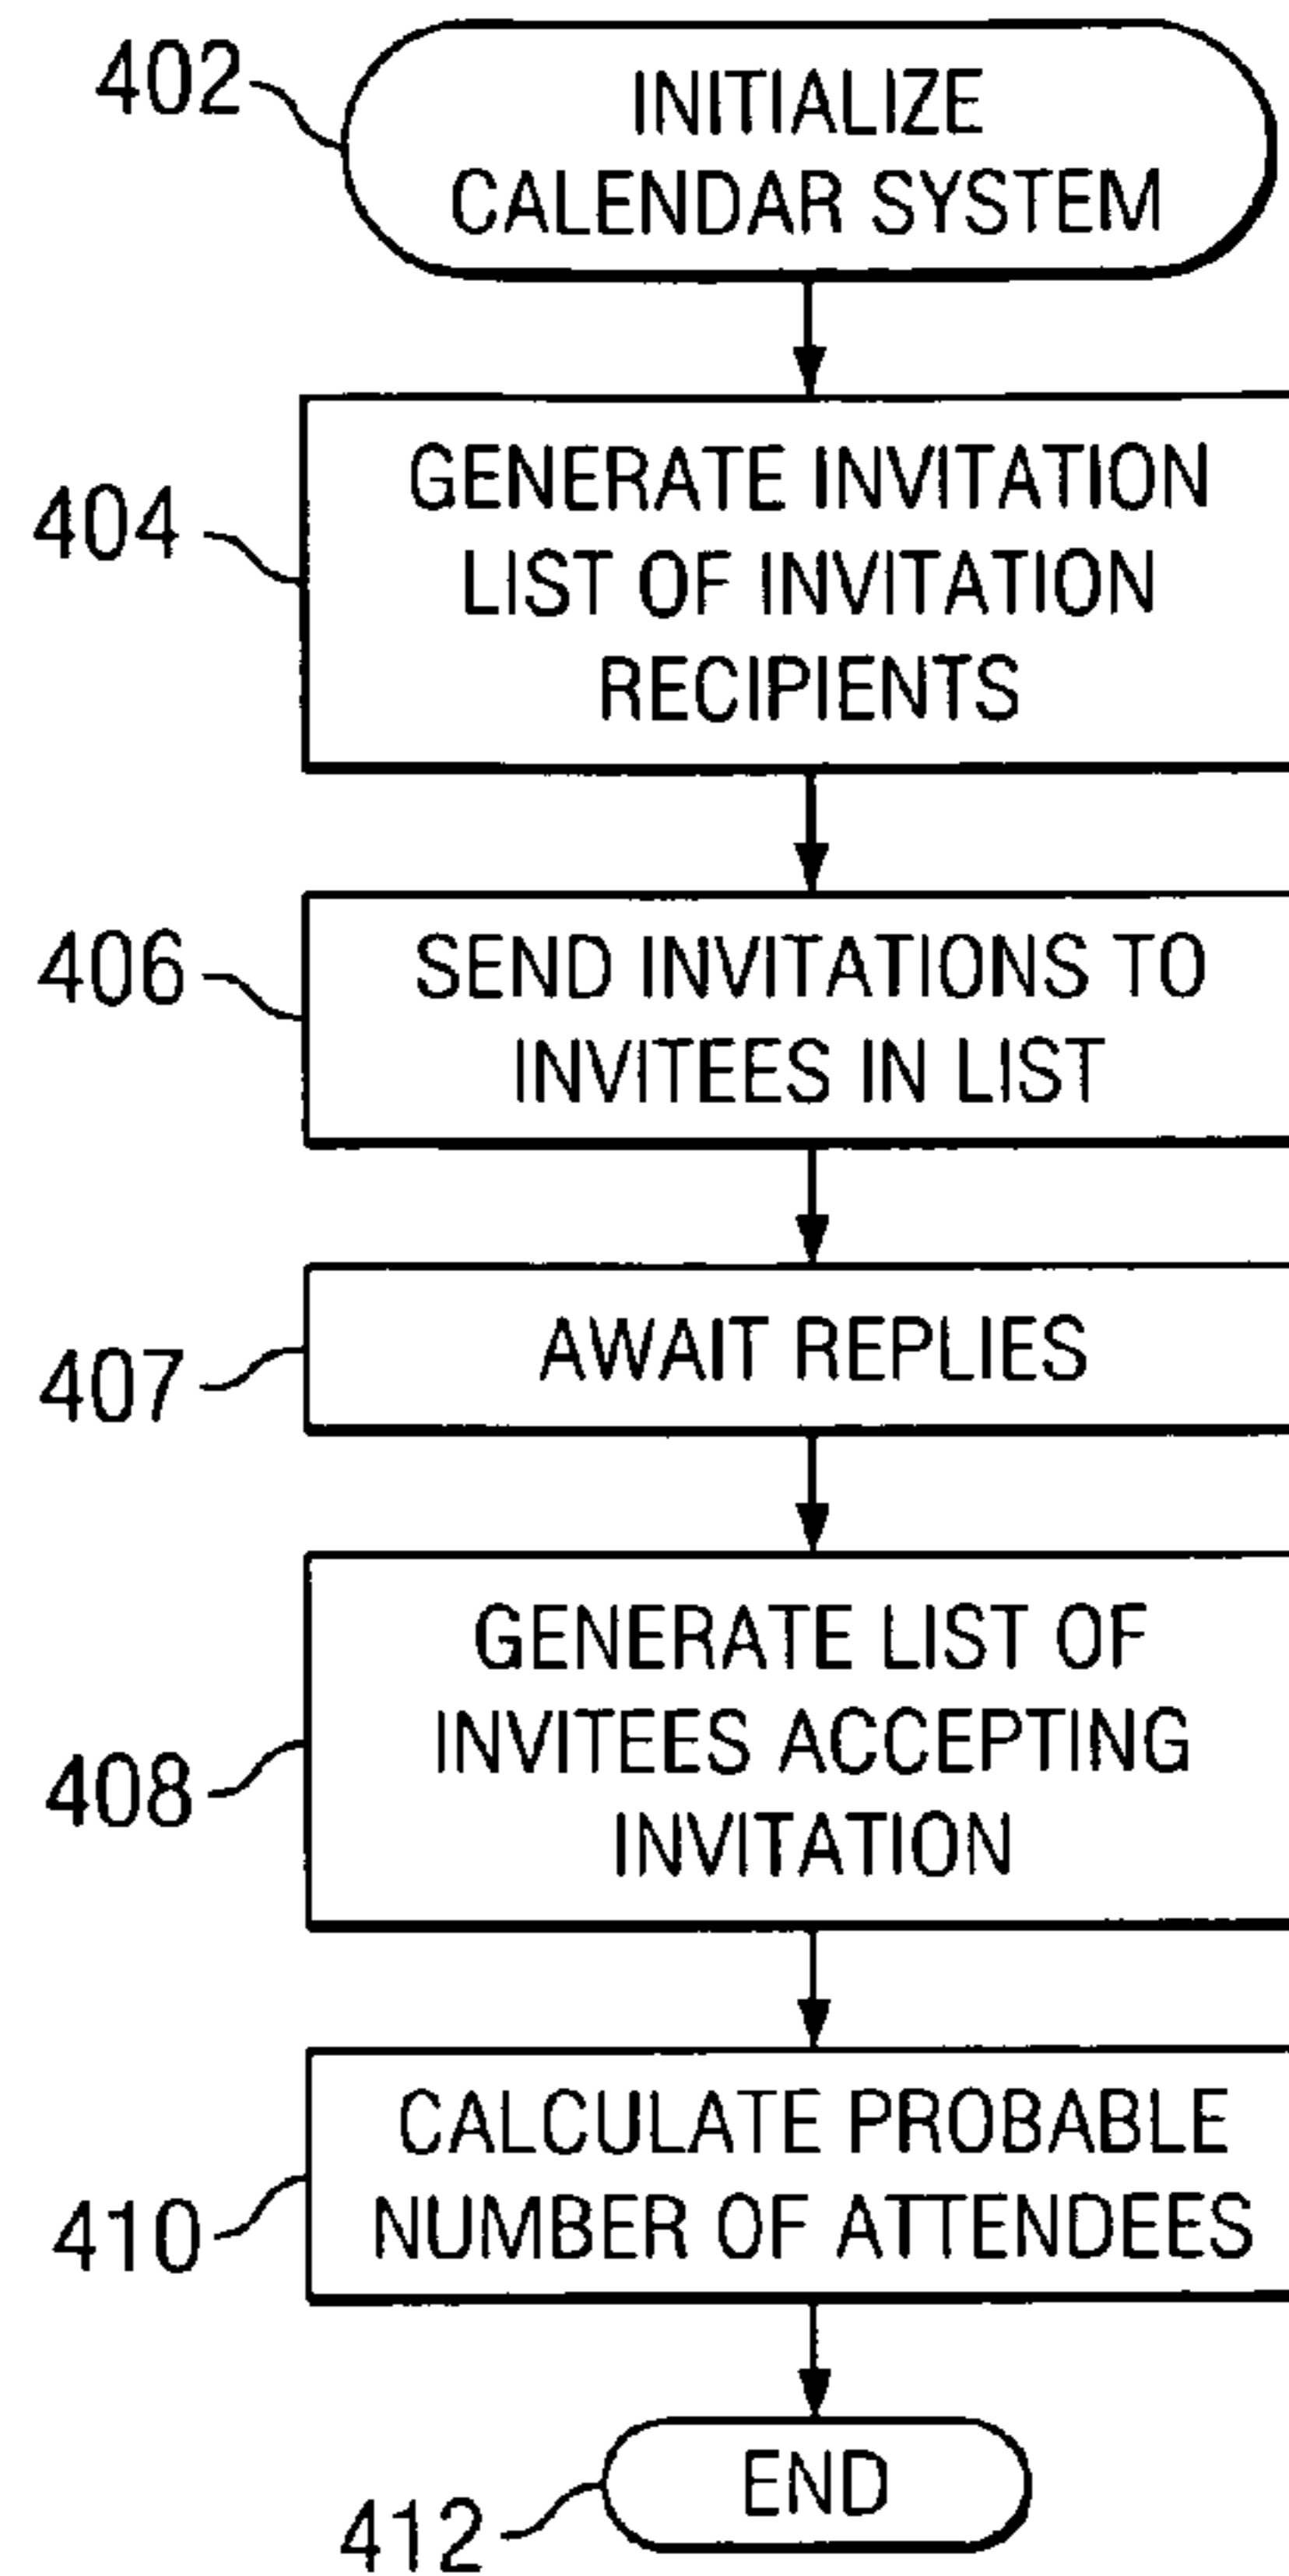 402
INITIALIZE
CALENDAR SYSTEM
404
GENERATE INVITATION
LIST OF INVITATION
RECIPIENTS
406
SEND INVITATIONS TO
INVITEES IN LIST
407
AWAIT REPLIES
408
GENERATE LIST OF
INVITEES ACCEPTING
INVITATION
410
CALCULATE PROBABLE
NUMBER OF ATTENDEES
412
END